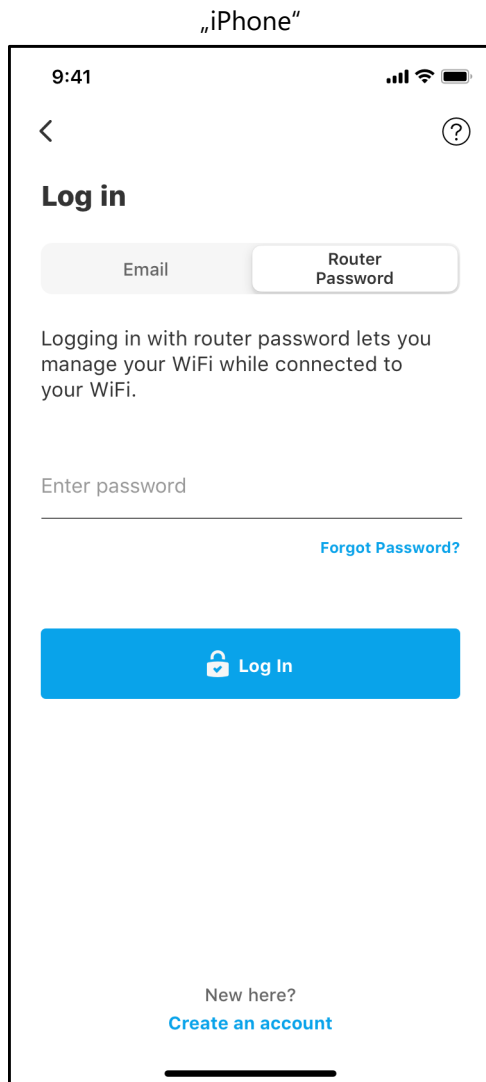 „iPhone“
9:41
?
Log in
Email
Router
Password
Logging in with router password lets you
manage your WiFi while connected to
your WiFi.
Enter password
Forgot Password?
Log In
New here?
Create an account